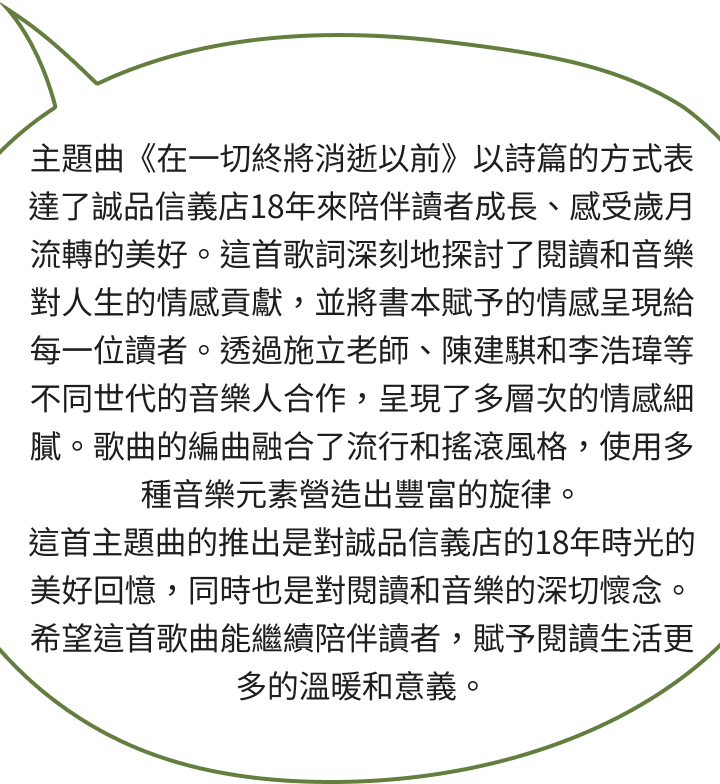 主題曲《在一切終將消逝以前》以詩篇的方式表
達了誠品信義店18年來陪伴讀者成長、感受歲月
流轉的美好。這首歌詞深刻地探討了閱讀和音樂
對人生的情感貢獻，並將書本賦予的情感呈現給
每一位讀者。透過施立老師、陳建騏和李浩瑋等
不同世代的音樂人合作，呈現了多層次的情感細
膩。歌曲的編曲融合了流行和搖滾風格，使用多
種音樂元素營造出豐富的旋律。
這首主題曲的推出是對誠品信義店的18年時光的
美好回憶，同時也是對閱讀和音樂的深切懷念。
希望這首歌曲能繼續陪伴讀者，賦予閱讀生活更
多的溫暖和意義。